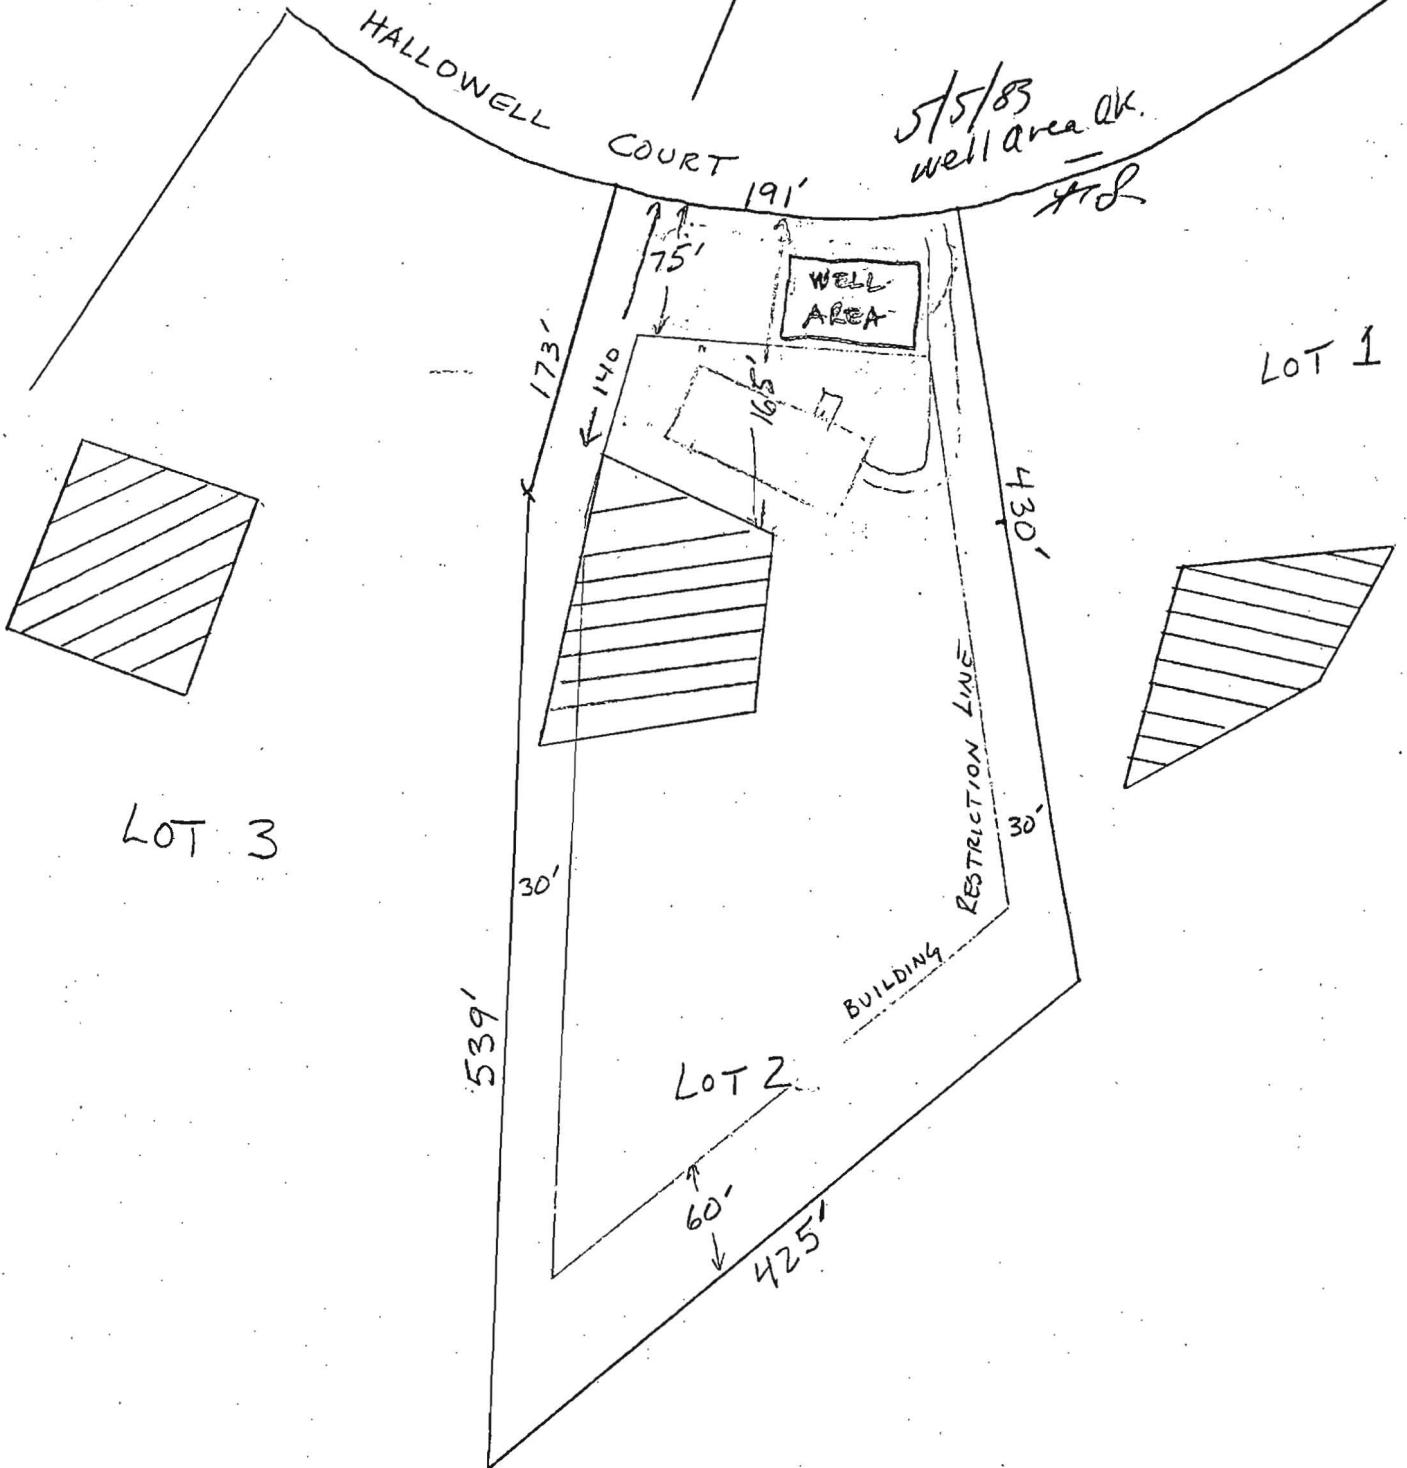 HALLOWELL
COURT
5/5/83
well area ok.
191'
75'
WELL
AREA
173'
140
165'
LOT 1
430'
RESTRICTION LINE
LOT 3
30'
30'
BUILDING
539'
LOT 2
60'
425'